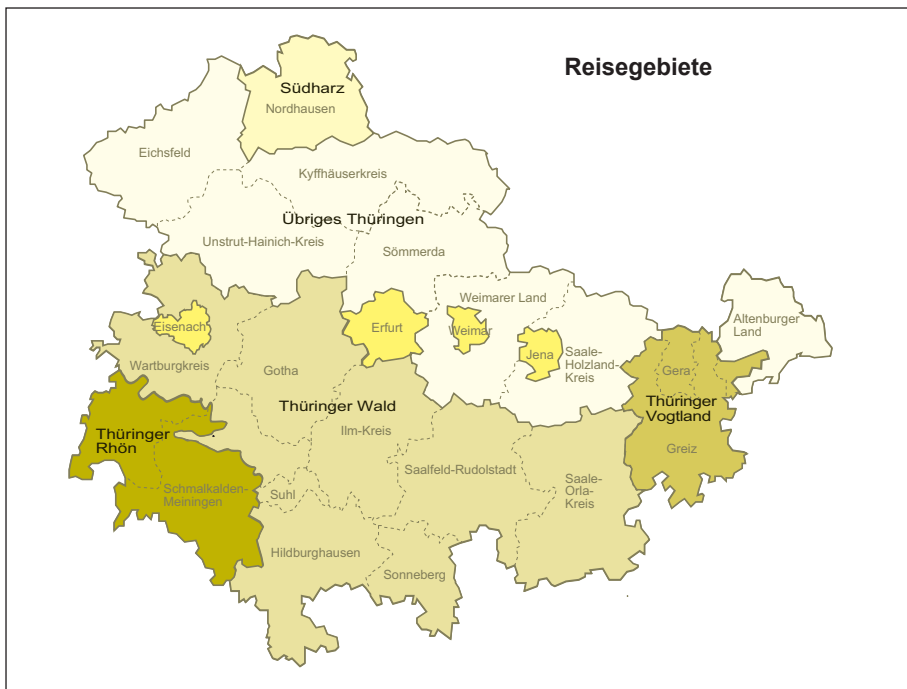 Reisegebiete
Südharz
Nordhausen
Eichsfeld
Kyffhäuserkreis
Übriges Thüringen
Unstrut-Hainich-Kreis
Sömmerda
Weimarer Land
Altenburger
Land
Eisenach
Erfurt
Weimar
Jena
Saale-
Holzland-
Kreis
Wartburgkreis
Gotha
Gera
Thüringer
Vogtland
Greiz
Thüringer Wald
Ilm-Kreis
Thüringer
Rhön
Saalfeld-Rudolstadt
Saale-
Orla-
Kreis
Schmalkalden-
Meiningen
Suhl
Hildburghausen
Sonneberg